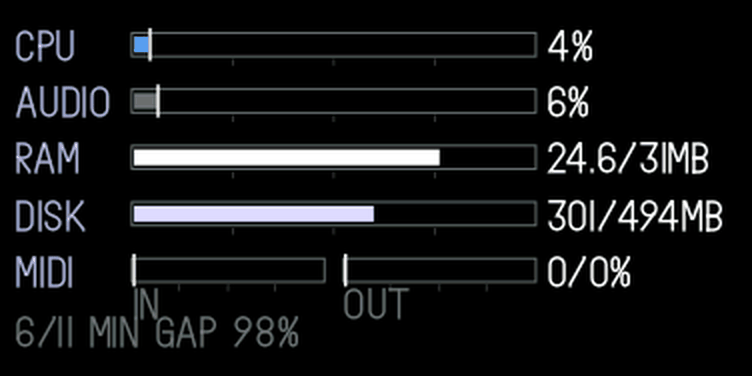 CPU 4%
AUDIO 6%
RAM 24.6/31MB
DISK 301/494MB
MIDI 0/0%
IN OUT
6/11 MIN GAP 98%